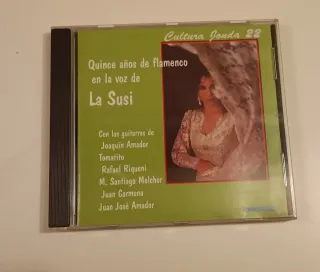 Cultura Jonda 22
Quince años de flamenco
en la voz de
La Susi
Con las guitarras de
Joaquín Amador
Tomatito
Rafael Riqueni
M. Santiago Melchor
Juan Carmona
Juan José Amador